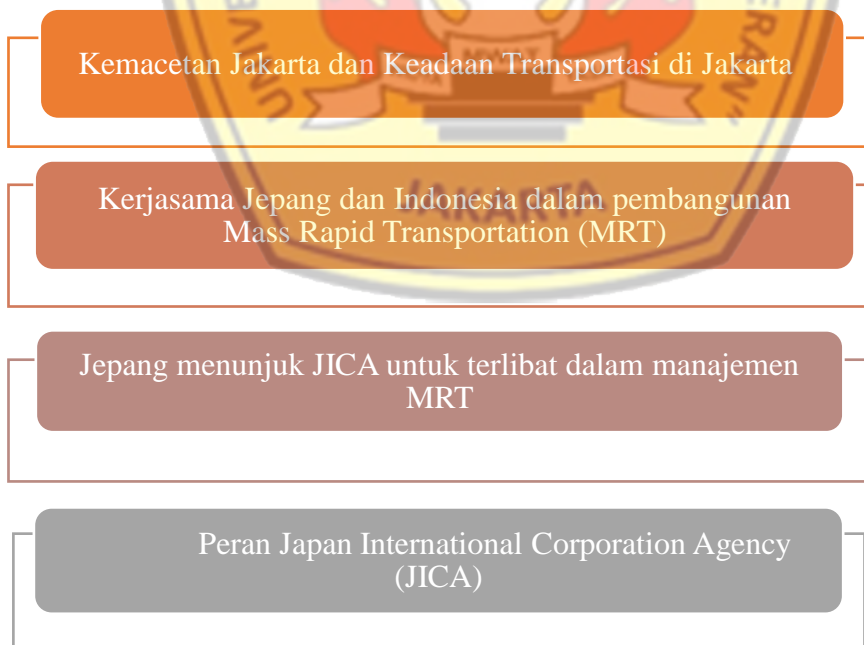 Kemacetan Jakarta dan Keadaan Transportasi di Jakarta
Kerjasama Jepang dan Indonesia dalam pembangunan
Mass Rapid Transportation (MRT)
JAKARTA
Jepang menunjuk JICA untuk terlibat dalam manajemen
MRT
Peran Japan International Corporation Agency
(JICA)